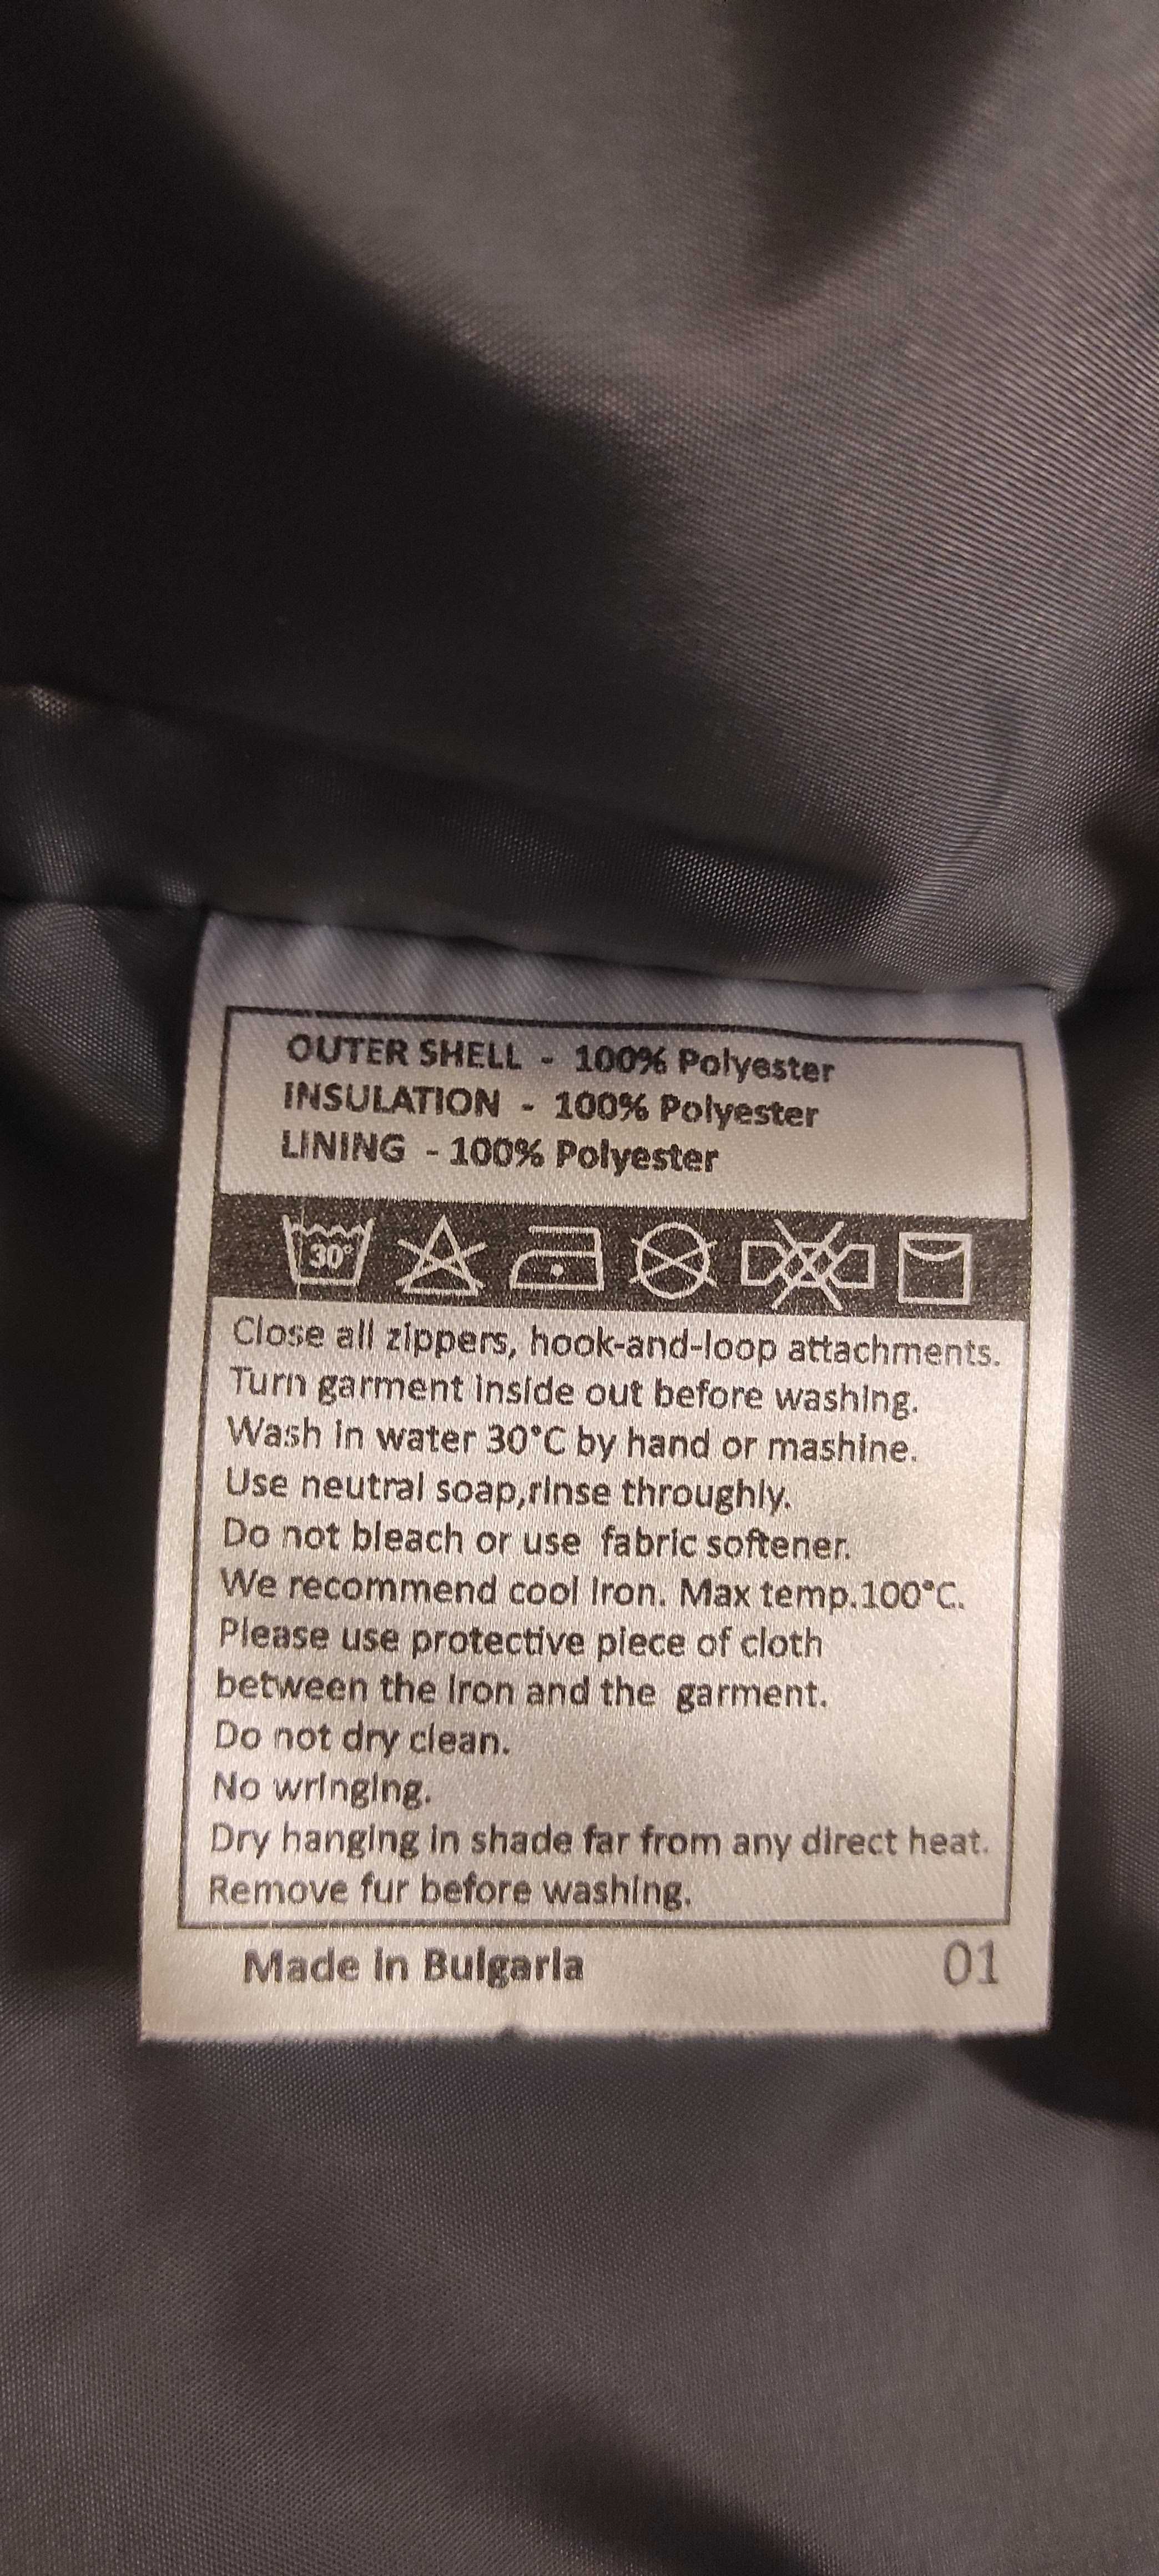 OUTER SHELL - 100% Polyester
INSULATION - 100% Polyester
LINING - 100% Polyester
30°
Close all zippers, hook-and-loop attachments.
Turn garment inside out before washing.
Wash in water 30°C by hand or mashine.
Use neutral soap,rinse throughly.
Do not bleach or use fabric softener.
We recommend cool iron. Max temp.100°C.
Please use protective piece of cloth
between the iron and the garment.
Do not dry clean.
No wringing.
Dry hanging in shade far from any direct heat.
Remove fur before washing.
Made in Bulgaria 01